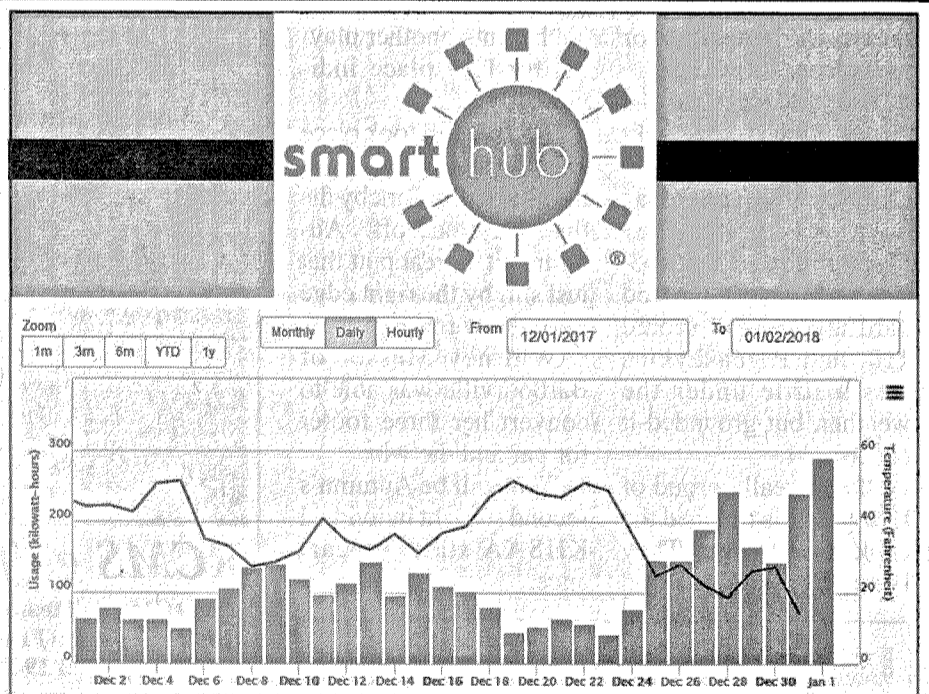 smart hub ®
Zoom
1m 3m 6m YTD 1y
Monthly Daily Hourly
From 12/01/2017 To 01/02/2018
Usage (kilowatt-hours)
300
200
100
0
Temperature (Fahrenheit)
60
40
20
0
Dec 2 Dec 4 Dec 6 Dec 8 Dec 10 Dec 12 Dec 14 Dec 16 Dec 18 Dec 20 Dec 22 Dec 24 Dec 26 Dec 28 Dec 30 Jan 1